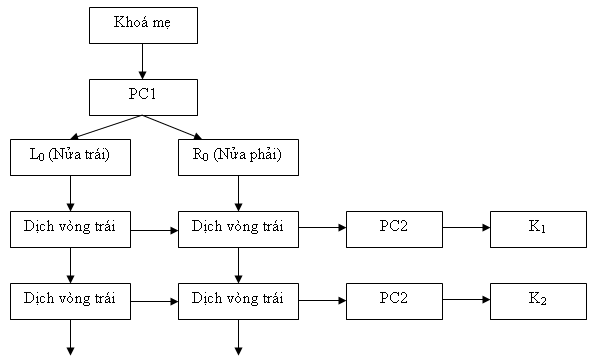 Khoá mẹ
PC1
L₀ (Nửa trái)
R₀ (Nửa phải)
Dịch vòng trái
Dịch vòng trái
PC2
K₁
Dịch vòng trái
Dịch vòng trái
PC2
K₂